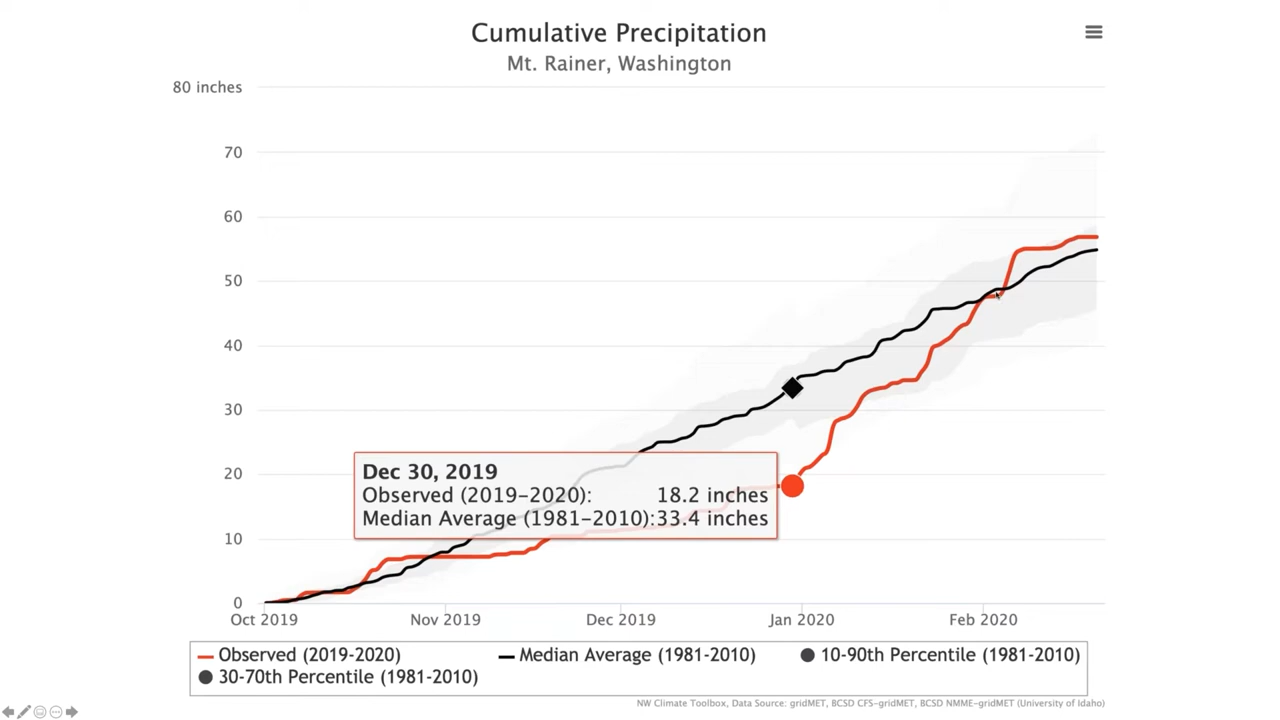 Cumulative Precipitation
Mt. Rainer, Washington
80 inches
70
60
50
40
30
20
10
0
Dec 30, 2019
Observed (2019-2020): 18.2 inches
Median Average (1981-2010):33.4 inches
Oct 2019 Nov 2019 Dec 2019 Jan 2020 Feb 2020
Observed (2019-2020) Median Average (1981-2010) 10-90th Percentile (1981-2010)
30-70th Percentile (1981-2010)
NW Climate Toolbox, Data Source: gridMET, BCSD CFS-gridMET, BCSD NMME-gridMET (University of Idaho)